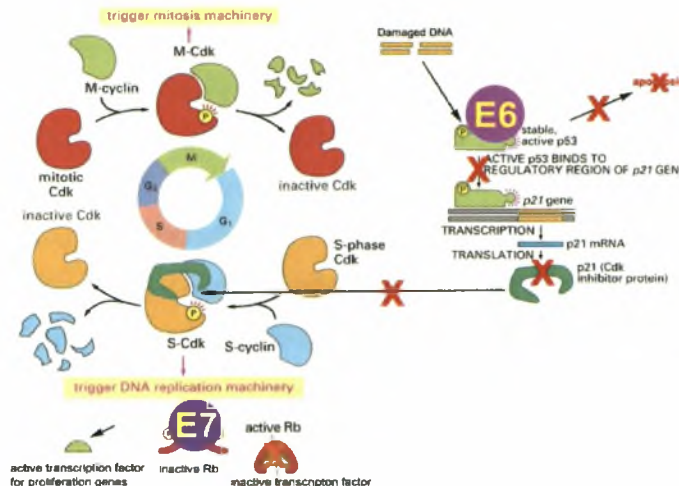 trigger mitosis machinery
M-Cdk
M-cyclin
P
mitotic
Cdk
inactive Cdk
inactive Cdk
M
G2
S
G1
S-phase
Cdk
P
S-Cdk
S-cyclin
trigger DNA replication machinery
E7
active Rb
active transcription factor
for proliferation genes
inactive Rb
inactive transcripton factor
Damaged DNA
P
E6
stable,
active p53
X
apoptosis
X
ACTIVE p53 BINDS TO
REGULATORY REGION OF p21 GEN
P
p21 gene
TRANSCRIPTION
p21 mRNA
TRANSLATION
X
p21 (Cdk
inhibitor protein)
X